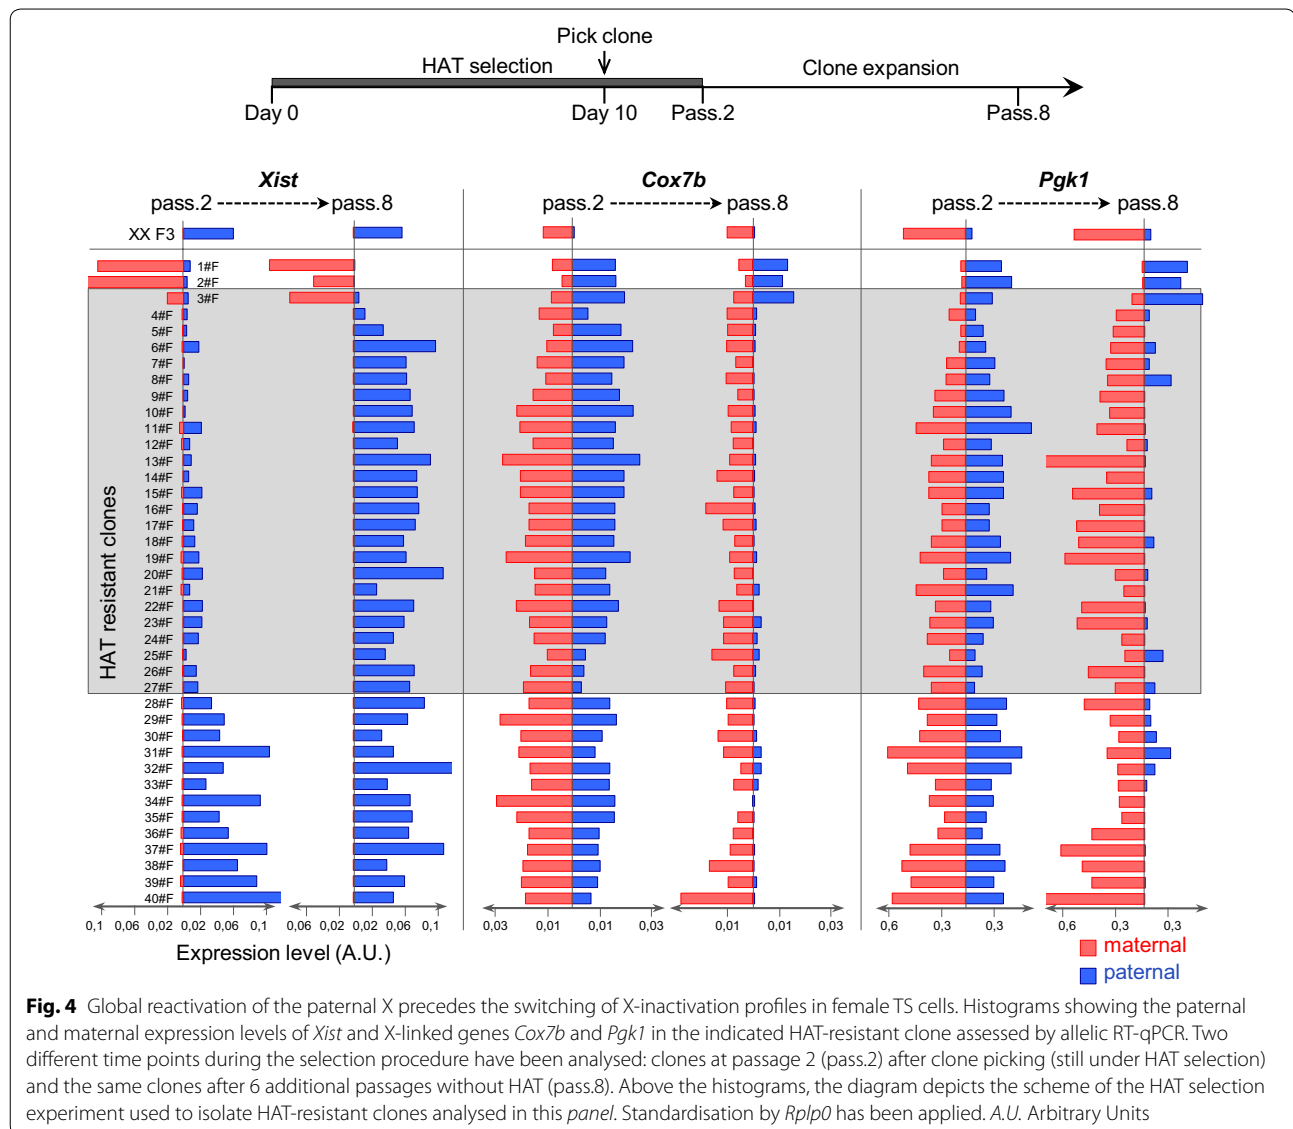 Pick clone
HAT selection
Clone expansion
Day 0
Day 10
Pass.2
Pass.8
Xist
Cox7b
Pgk1
pass.2
pass.8
pass.2
pass.8
pass.2
pass.8
XX F3
1#F
2#F
3#F
4#F
5#F
6#F
7#F
8#F
9#F
10#F
11#F
12#F
13#F
14#F
15#F
16#F
17#F
18#F
19#F
20#F
21#F
22#F
23#F
24#F
25#F
26#F
27#F
28#F
29#F
30#F
31#F
32#F
33#F
34#F
35#F
36#F
37#F
38#F
39#F
40#F
HAT resistant clones
0,1 0,06 0,02 0,02 0,06 0,1 0,06 0,02 0,02 0,06 0,1 0,03 0,01 0,01 0,03 0,01 0,01 0,03 0,6 0,3 0,3 0,6 0,3 0,3
Expression level (A.U.)
maternal
paternal
Fig. 4 Global reactivation of the paternal X precedes the switching of X-inactivation profiles in female TS cells. Histograms showing the paternal
and maternal expression levels of Xist and X-linked genes Cox7b and Pgk1 in the indicated HAT-resistant clone assessed by allelic RT-qPCR. Two
different time points during the selection procedure have been analysed: clones at passage 2 (pass.2) after clone picking (still under HAT selection)
and the same clones after 6 additional passages without HAT (pass.8). Above the histograms, the diagram depicts the scheme of the HAT selection
experiment used to isolate HAT-resistant clones analysed in this panel. Standardisation by Rplp0 has been applied. A.U. Arbitrary Units